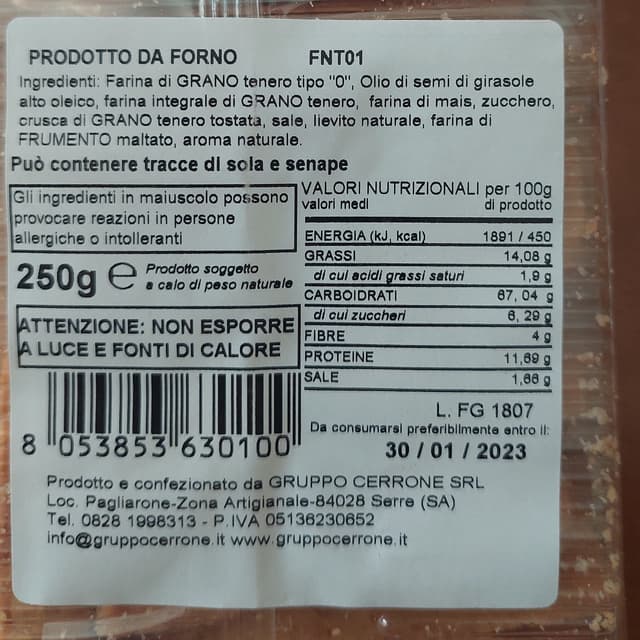 PRODOTTO DA FORNO FNT01
Ingredienti: Farina di GRANO tenero tipo "0", Olio di semi di girasole
alto oleico, farina integrale di GRANO tenero, farina di mais, zucchero,
crusca di GRANO tenero tostata, sale, lievito naturale, farina di
FRUMENTO maltato, aroma naturale.
Può contenere tracce di soia e senape
Gli ingredienti in maiuscolo possono
provocare reazioni in persone
allergiche o intolleranti
250g e Prodotto soggetto
a calo di peso naturale
ATTENZIONE: NON ESPORRE
A LUCE E FONTI DI CALORE
VALORI NUTRIZIONALI per 100g
valori medi di prodotto
ENERGIA (kJ, kcal) 1891 / 450
GRASSI 14,08 g
di cui acidi grassi saturi 1,9 g
CARBOIDRATI 67, 04 g
di cui zuccheri 6, 29 g
FIBRE 4 g
PROTEINE 11,69 g
SALE 1,66 g
L. FG 1807
Da consumarsi preferibilmente entro il:
30 / 01 / 2023
8 053853 630100
Prodotto e confezionato da GRUPPO CERRONE SRL
Loc. Pagliarone-Zona Artigianale-84028 Serre (SA)
Tel. 0828 1998313 - P.IVA 05136230652
info@gruppocerrone.it www.gruppocerrone.it